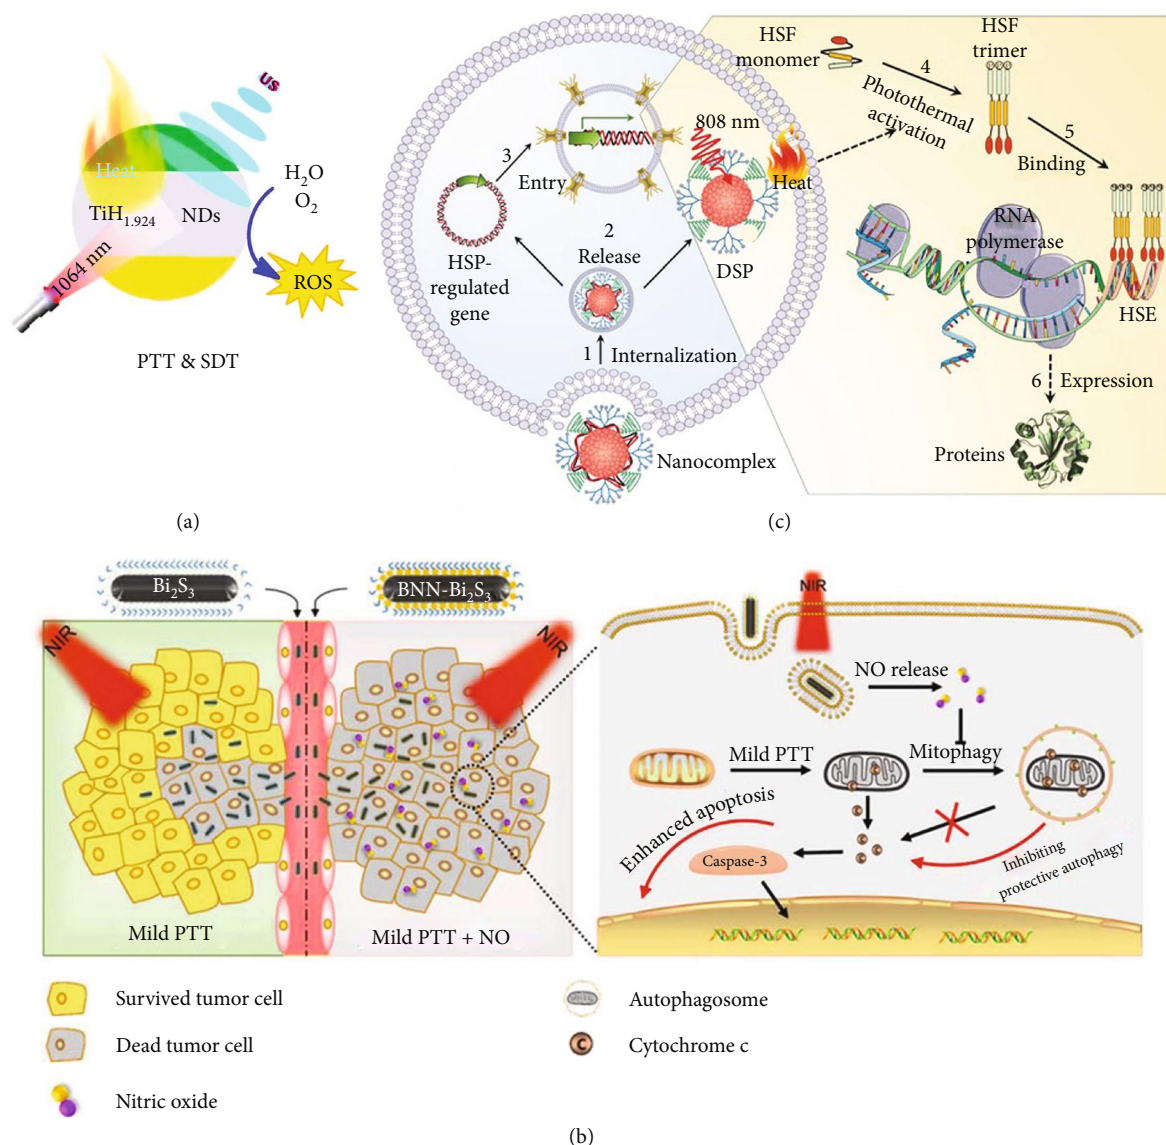 US
Heat
H2O
O2
TiH1.924
NDs
1064 nm
ROS
PTT & SDT
(a)
HSF
monomer
HSF
trimer
4
Photothermal
activation
5
Binding
808 nm
Heat
3
Entry
2
Release
HSP-
regulated
gene
DSP
1
Internalization
Nanocomplex
RNA
polymerase
HSE
6
Expression
Proteins
(c)
Bi2S3
BNN-Bi2S3
NIR
NIR
Mild PTT
Mild PTT + NO
NIR
NO release
Mild PTT
Mitophagy
Enhanced apoptosis
Caspase-3
Inhibiting
protective autophagy
Survived tumor cell
Dead tumor cell
Nitric oxide
Autophagosome
C
Cytochrome c
(b)